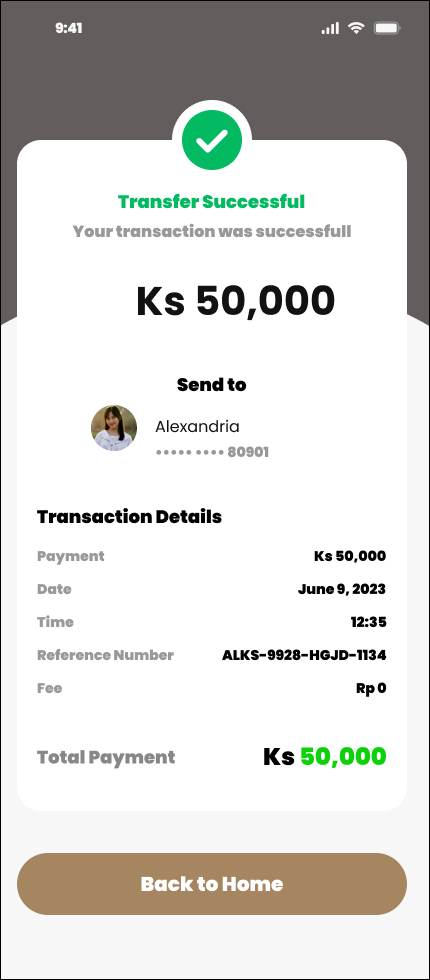 9:41
Transfer Successful
Your transaction was successfull
Ks 50,000
Send to
Alexandria
••••• •••• 80901
Transaction Details
Payment Ks 50,000
Date June 9, 2023
Time 12:35
Reference Number ALKS-9928-HGJD-1134
Fee Rp 0
Total Payment Ks 50,000
Back to Home